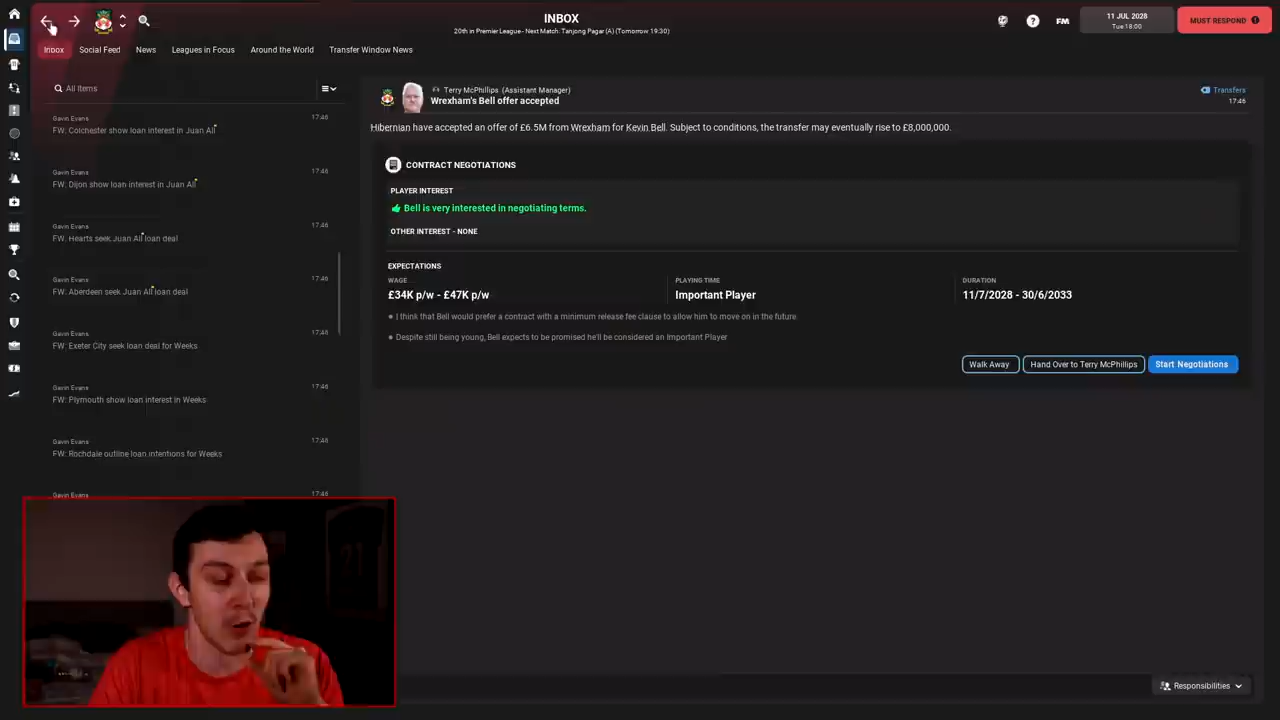 INBOX
20th in Premier League - Next Match: Tanjong Pagar (A) (Tomorrow 19:30)
FM
11 JUL 2028
Tue 18:00
MUST RESPOND
Inbox
Social Feed
News
Leagues in Focus
Around the World
Transfer Window News
All Items
Gavin Evans
17:46
FW: Colchester show loan interest in Juan Ali
Gavin Evans
17:46
FW: Dijon show loan interest in Juan Ali
Gavin Evans
17:46
FW: Hearts seek Juan Ali loan deal
Gavin Evans
17:46
FW: Aberdeen seek Juan Ali loan deal
Gavin Evans
17:46
FW: Exeter City seek loan deal for Weeks
Gavin Evans
17:46
FW: Plymouth show loan interest in Weeks
Gavin Evans
17:46
FW: Rochdale outline loan intentions for Weeks
Gavin Evans
17:46
Terry McPhillips (Assistant Manager)
Wrexham's Bell offer accepted
Transfers
17:46
Hibernian have accepted an offer of £6.5M from Wrexham for Kevin Bell. Subject to conditions, the transfer may eventually rise to £8,000,000.
CONTRACT NEGOTIATIONS
PLAYER INTEREST
Bell is very interested in negotiating terms.
OTHER INTEREST - NONE
EXPECTATIONS
WAGE
£34K p/w - £47K p/w
PLAYING TIME
Important Player
DURATION
11/7/2028 - 30/6/2033
I think that Bell would prefer a contract with a minimum release fee clause to allow him to move on in the future.
Despite still being young, Bell expects to be promised he'll be considered an Important Player
Walk Away
Hand Over to Terry McPhillips
Start Negotiations
Responsibilities